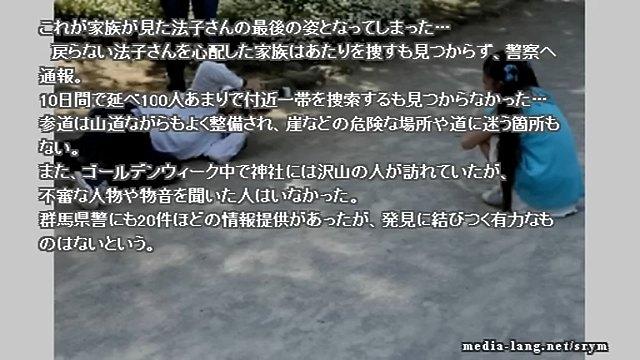 これが家族が見た法子さんの最後の姿となってしまった…
戻らない法子さんを心配した家族はあたりを捜すも見つからず、警察へ
通報。
10日間で延べ100人あまりで付近一帯を捜索するも見つからなかった…
参道は山道ながらもよく整備され、崖などの危険な場所や道に迷う箇所も
ない。
また、ゴールデンウィーク中で神社には沢山の人が訪れていたが、
不審な人物や物音を聞いた人はいなかった。
群馬県警にも20件ほどの情報提供があったが、発見に結びつく有力なも
のはないという。
media-lang.net/srym